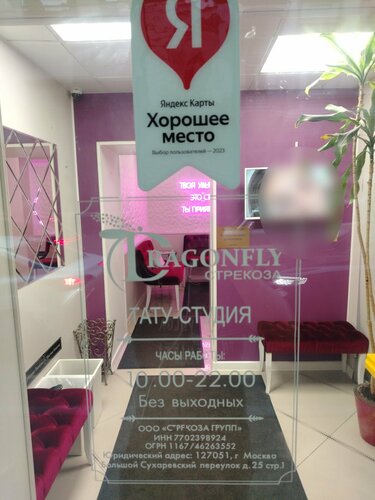 Я
Яндекс Карты
Хорошее
место
Выбор пользователей — 2023
DRAGONFLY
СТРЕКОЗА
ТАТУ-СТУДИЯ
ЧАСЫ РАБОТЫ:
10.00-22.00
Без выходных
ООО «СТРЕКОЗА ГРУПП»
ИНН 7702398924
ОГРН 1167746263552
Юридический адрес: 127051, г Москва
Большой Сухаревский переулок д.25 стр.1